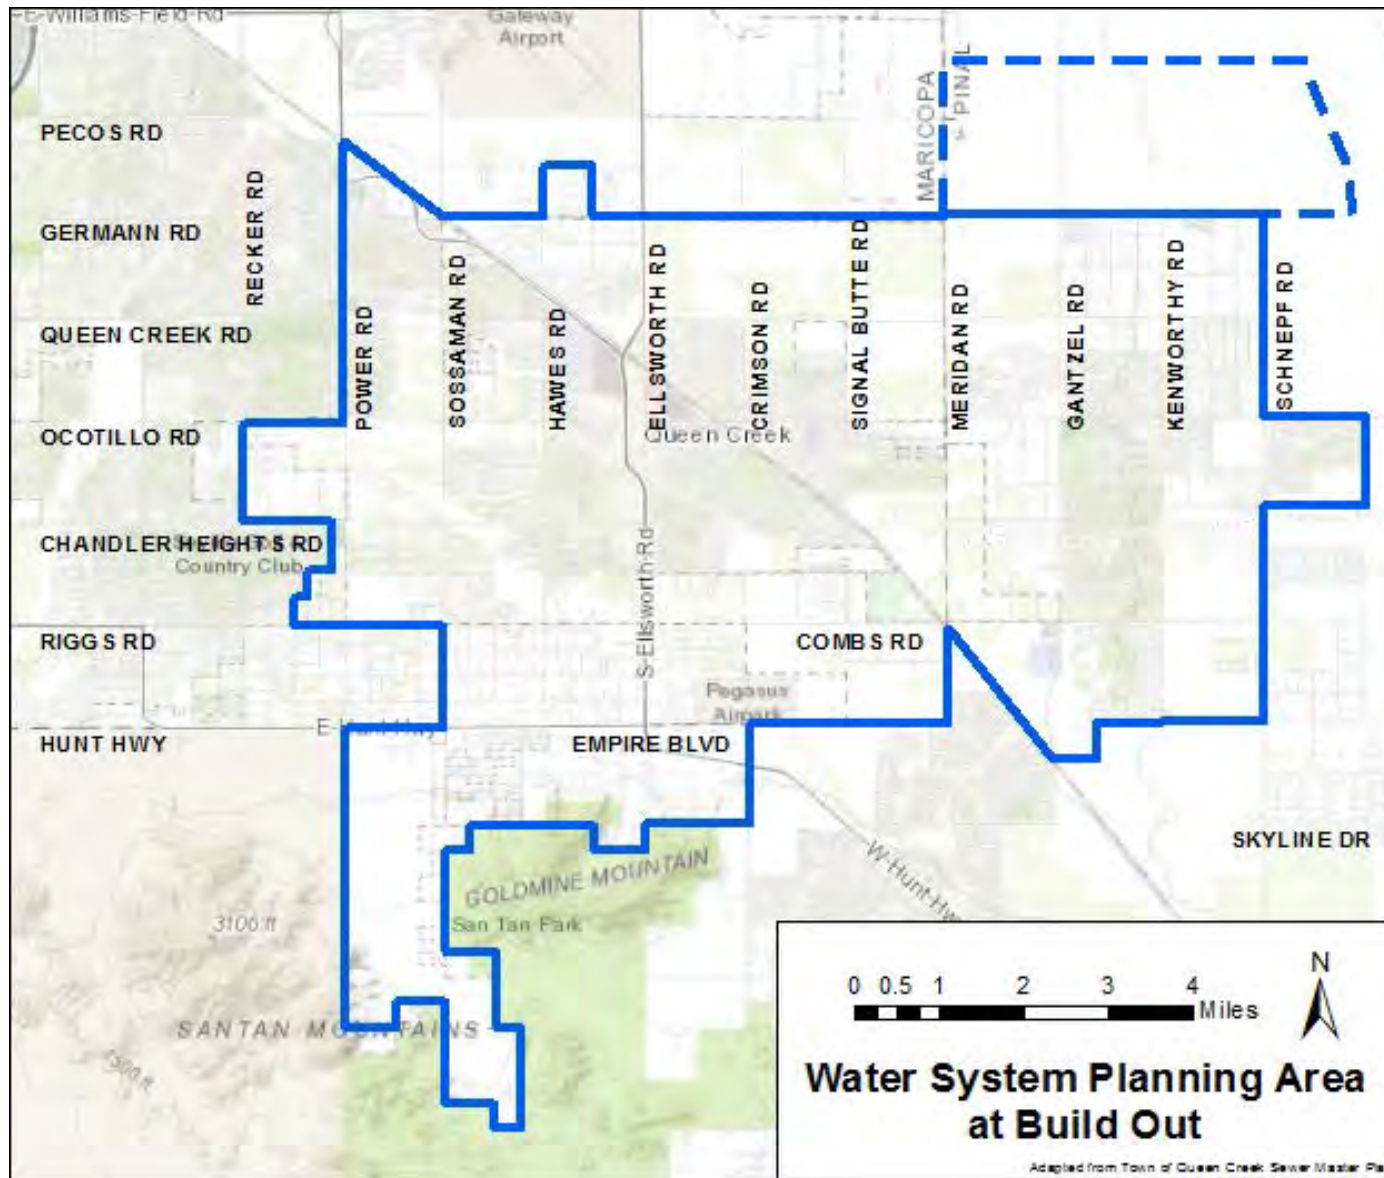 E-Williams-Field-Rd
Gateway
Airport
MARICOPA
PINAL
PECOS RD
RECKER RD
GERMANN RD
QUEEN CREEK RD
POWER RD
SOSSAMAN RD
HAWES RD
ELLSWORTH RD
CRIMSON RD
SIGNAL BUTTE RD
MERIDAN RD
GANTZEL RD
KENWORTHY RD
SCHNEPF RD
OCOTILLO RD
Queen Creek
CHANDLER HEIGHTS RD
Country Club
S-Ellsworth-Rd
RIGGS RD
COMBS RD
Pegasus
Airpark
E-Hunt-Hwy
HUNT HWY
EMPIRE BLVD
SKYLINE DR
W-Hunt-Hw
GOLDMINE MOUNTAIN
San Tan Park
3100 ft
SANTAN MOUNTAINS
1500 ft
0 0.5 1 2 3 4
Miles
N
Water System Planning Area
at Build Out
Adapted from Town of Queen Creek Sewer Master Pla